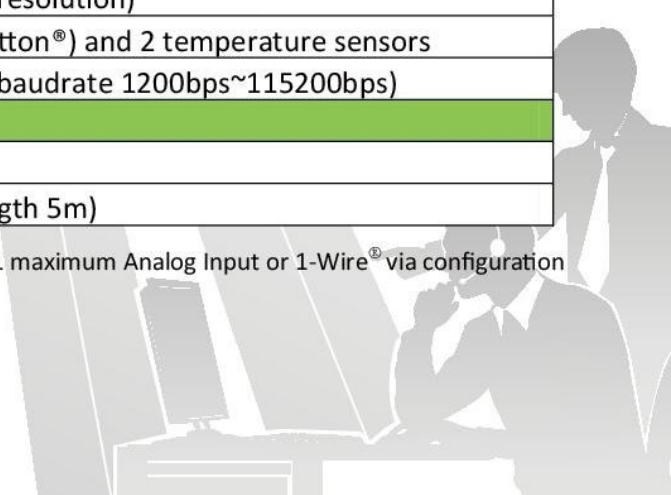 resolution)
tton®) and 2 temperature sensors
baudrate 1200bps~115200bps)
gth 5m)
maximum Analog Input or 1-Wire® via configuration